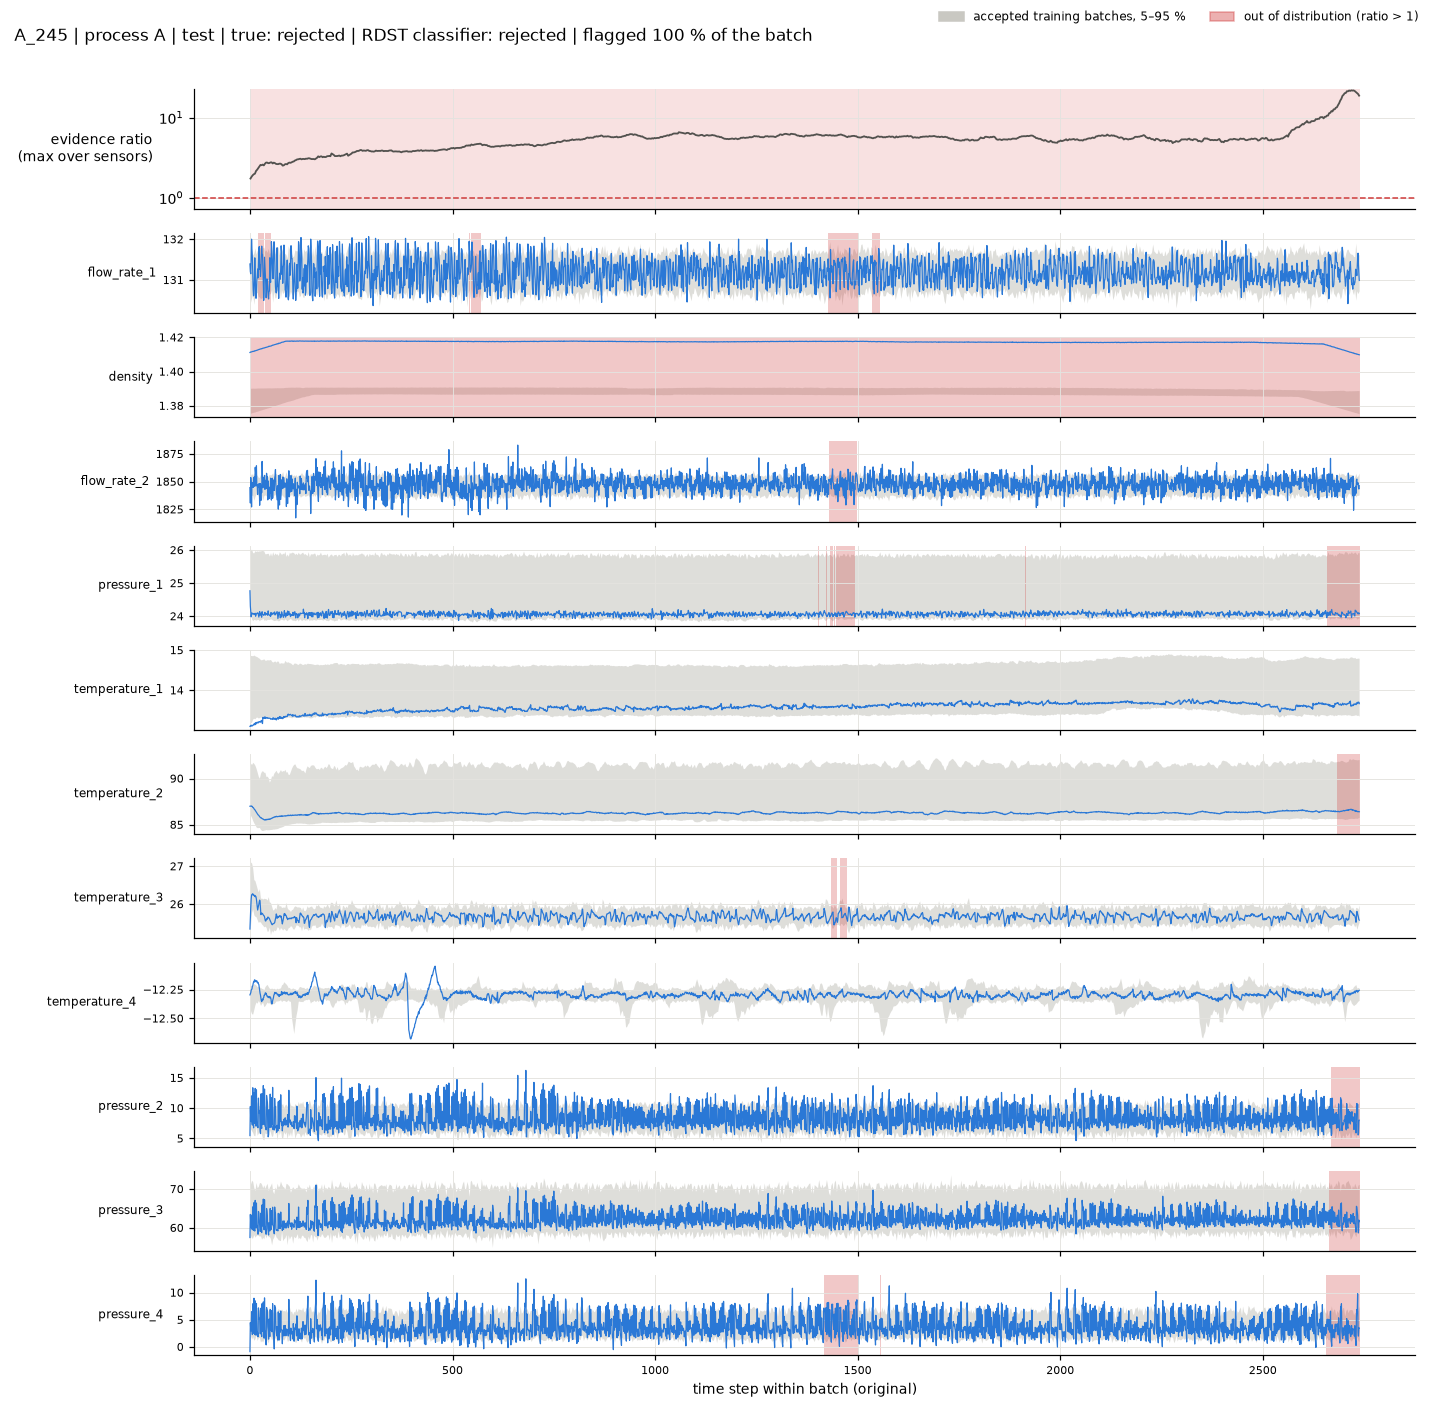 accepted training batches, 5–95 %
out of distribution (ratio > 1)
A_245 | process A | test | true: rejected | RDST classifier: rejected | flagged 100 % of the batch
evidence ratio
(max over sensors)
10¹
10⁰
flow_rate_1
132
131
density
1.42
1.40
1.38
flow_rate_2
1875
1850
1825
pressure_1
26
25
24
temperature_1
15
14
temperature_2
90
85
temperature_3
27
26
temperature_4
−12.25
−12.50
pressure_2
15
10
5
pressure_3
70
60
pressure_4
10
5
0
0 500 1000 1500 2000 2500
time step within batch (original)